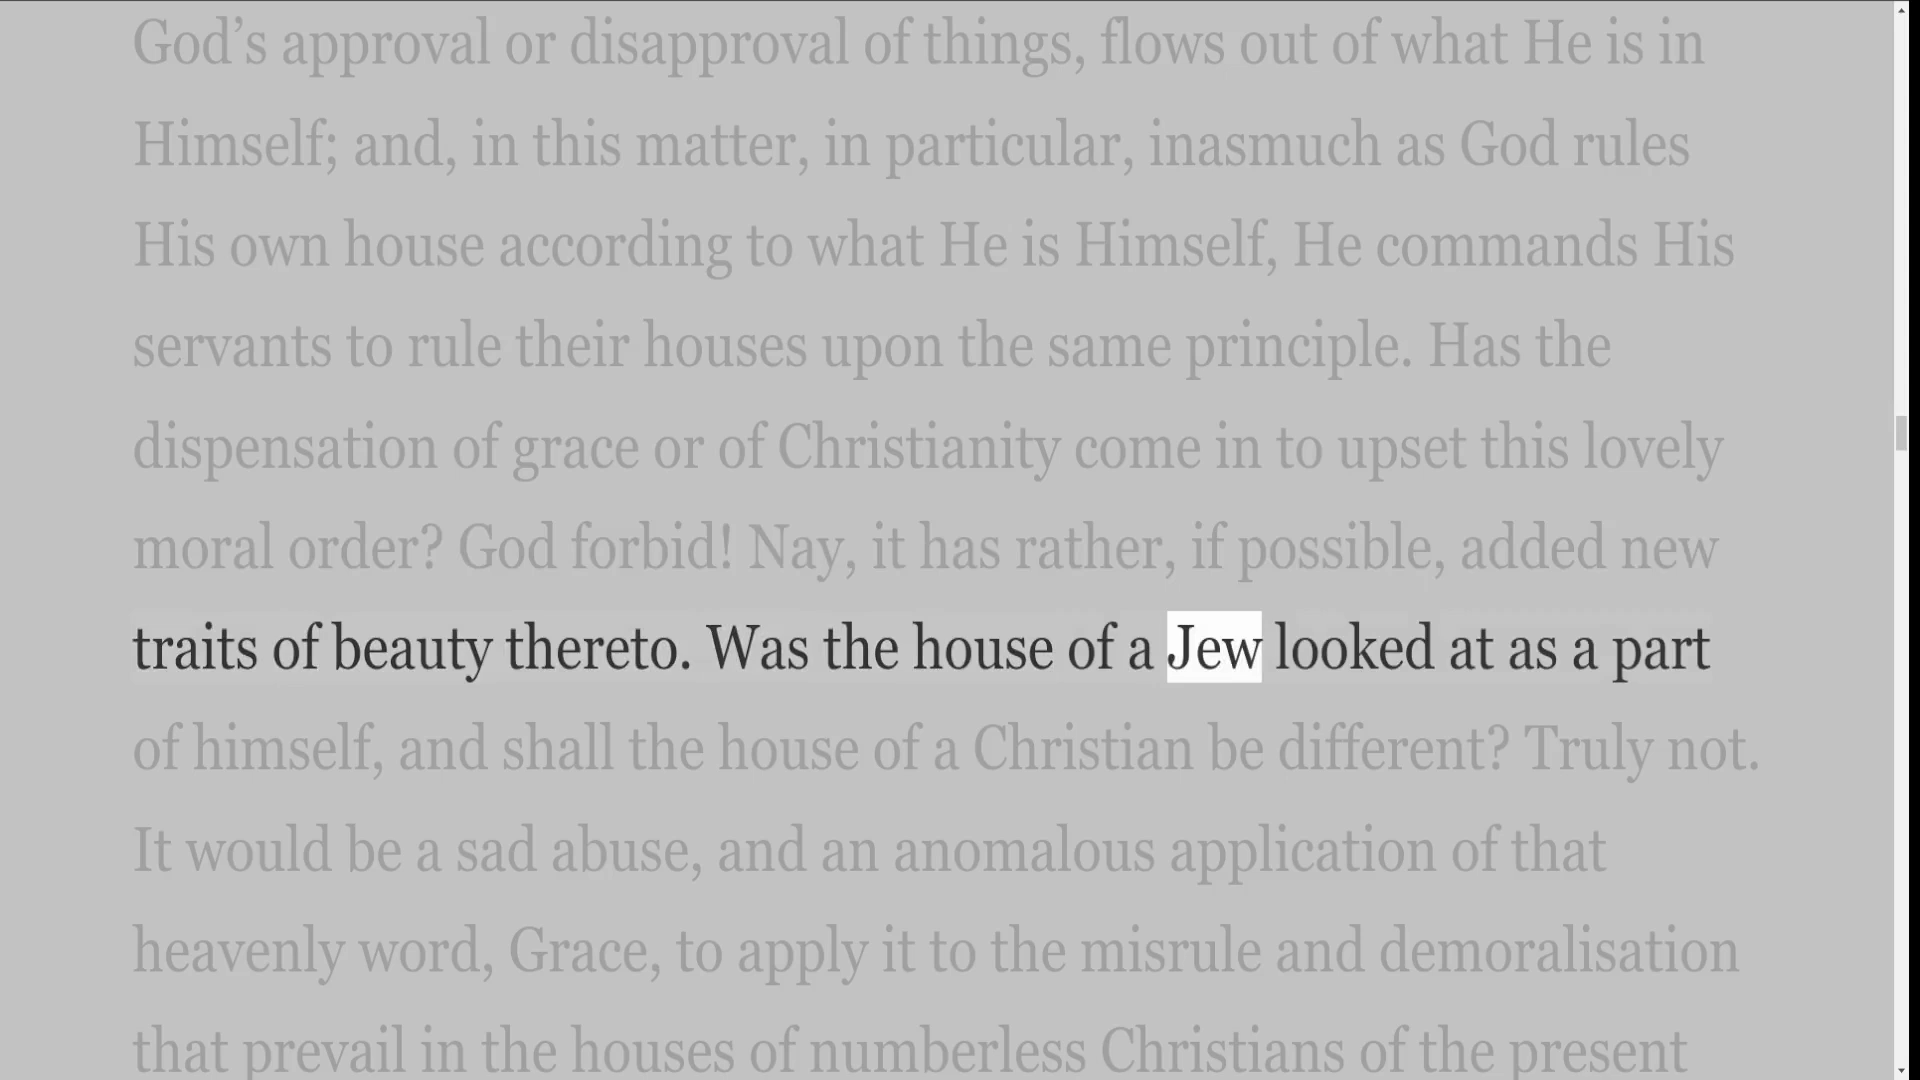 God’s approval or disapproval of things, flows out of what He is in
Himself; and, in this matter, in particular, inasmuch as God rules
His own house according to what He is Himself, He commands His
servants to rule their houses upon the same principle. Has the
dispensation of grace or of Christianity come in to upset this lovely
moral order? God forbid! Nay, it has rather, if possible, added new
traits of beauty thereto. Was the house of a Jew looked at as a part
of himself, and shall the house of a Christian be different? Truly not.
It would be a sad abuse, and an anomalous application of that
heavenly word, Grace, to apply it to the misrule and demoralisation
that prevail in the houses of numberless Christians of the present